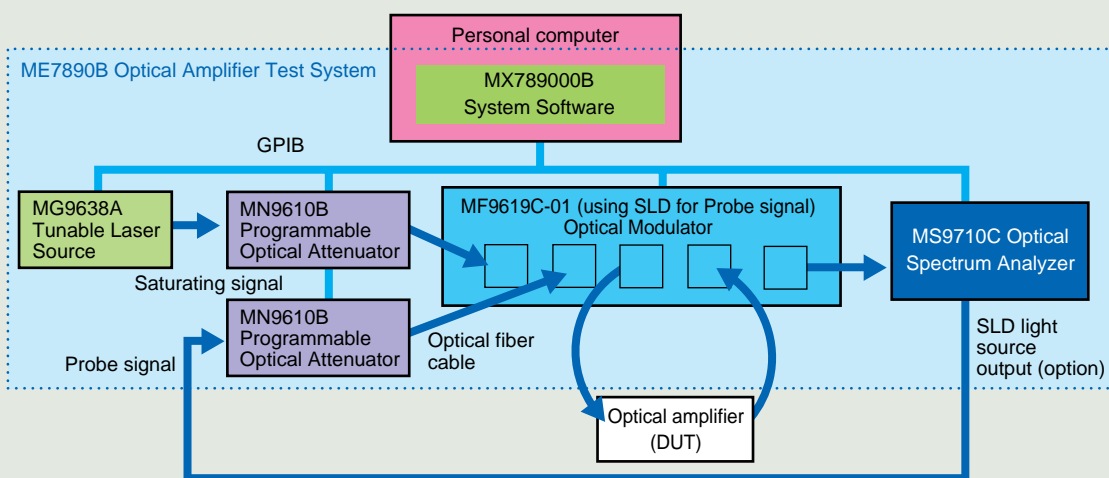 Personal computer
ME7890B Optical Amplifier Test System
MX789000B
System Software
GPIB
MG9638A
Tunable Laser
Source
MN9610B
Programmable
Optical Attenuator
MF9619C-01 (using SLD for Probe signal)
Optical Modulator
MS9710C Optical
Spectrum Analyzer
Saturating signal
MN9610B
Programmable
Optical Attenuator
Probe signal
Optical fiber
cable
SLD light
source
output (option)
Optical amplifier
(DUT)